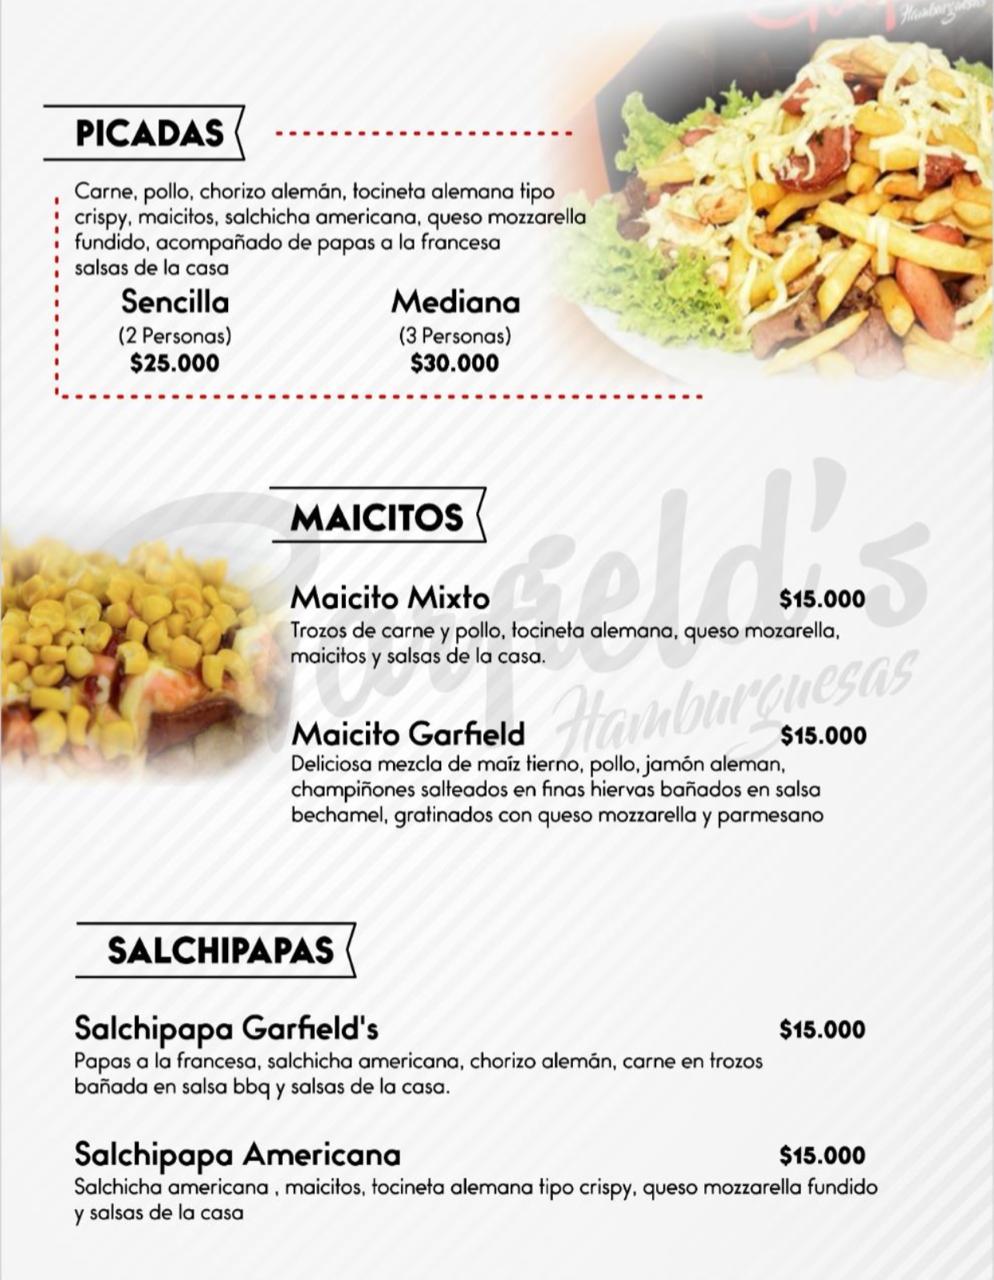 Hamburguesas
PICADAS
Carne, pollo, chorizo alemán, tocineta alemana tipo
crispy, maicitos, salchicha americana, queso mozzarella
fundido, acompañado de papas a la francesa
salsas de la casa
Sencilla
(2 Personas)
$25.000
Mediana
(3 Personas)
$30.000
MAICITOS
Garfield's
Hamburguesas
Maicito Mixto $15.000
Trozos de carne y pollo, tocineta alemana, queso mozarella,
maicitos y salsas de la casa.
Maicito Garfield $15.000
Deliciosa mezcla de maíz tierno, pollo, jamón aleman,
champiñones salteados en finas hiervas bañados en salsa
bechamel, gratinados con queso mozzarella y parmesano
SALCHIPAPAS
Salchipapa Garfield's $15.000
Papas a la francesa, salchicha americana, chorizo alemán, carne en trozos
bañada en salsa bbq y salsas de la casa.
Salchipapa Americana $15.000
Salchicha americana , maicitos, tocineta alemana tipo crispy, queso mozzarella fundido
y salsas de la casa